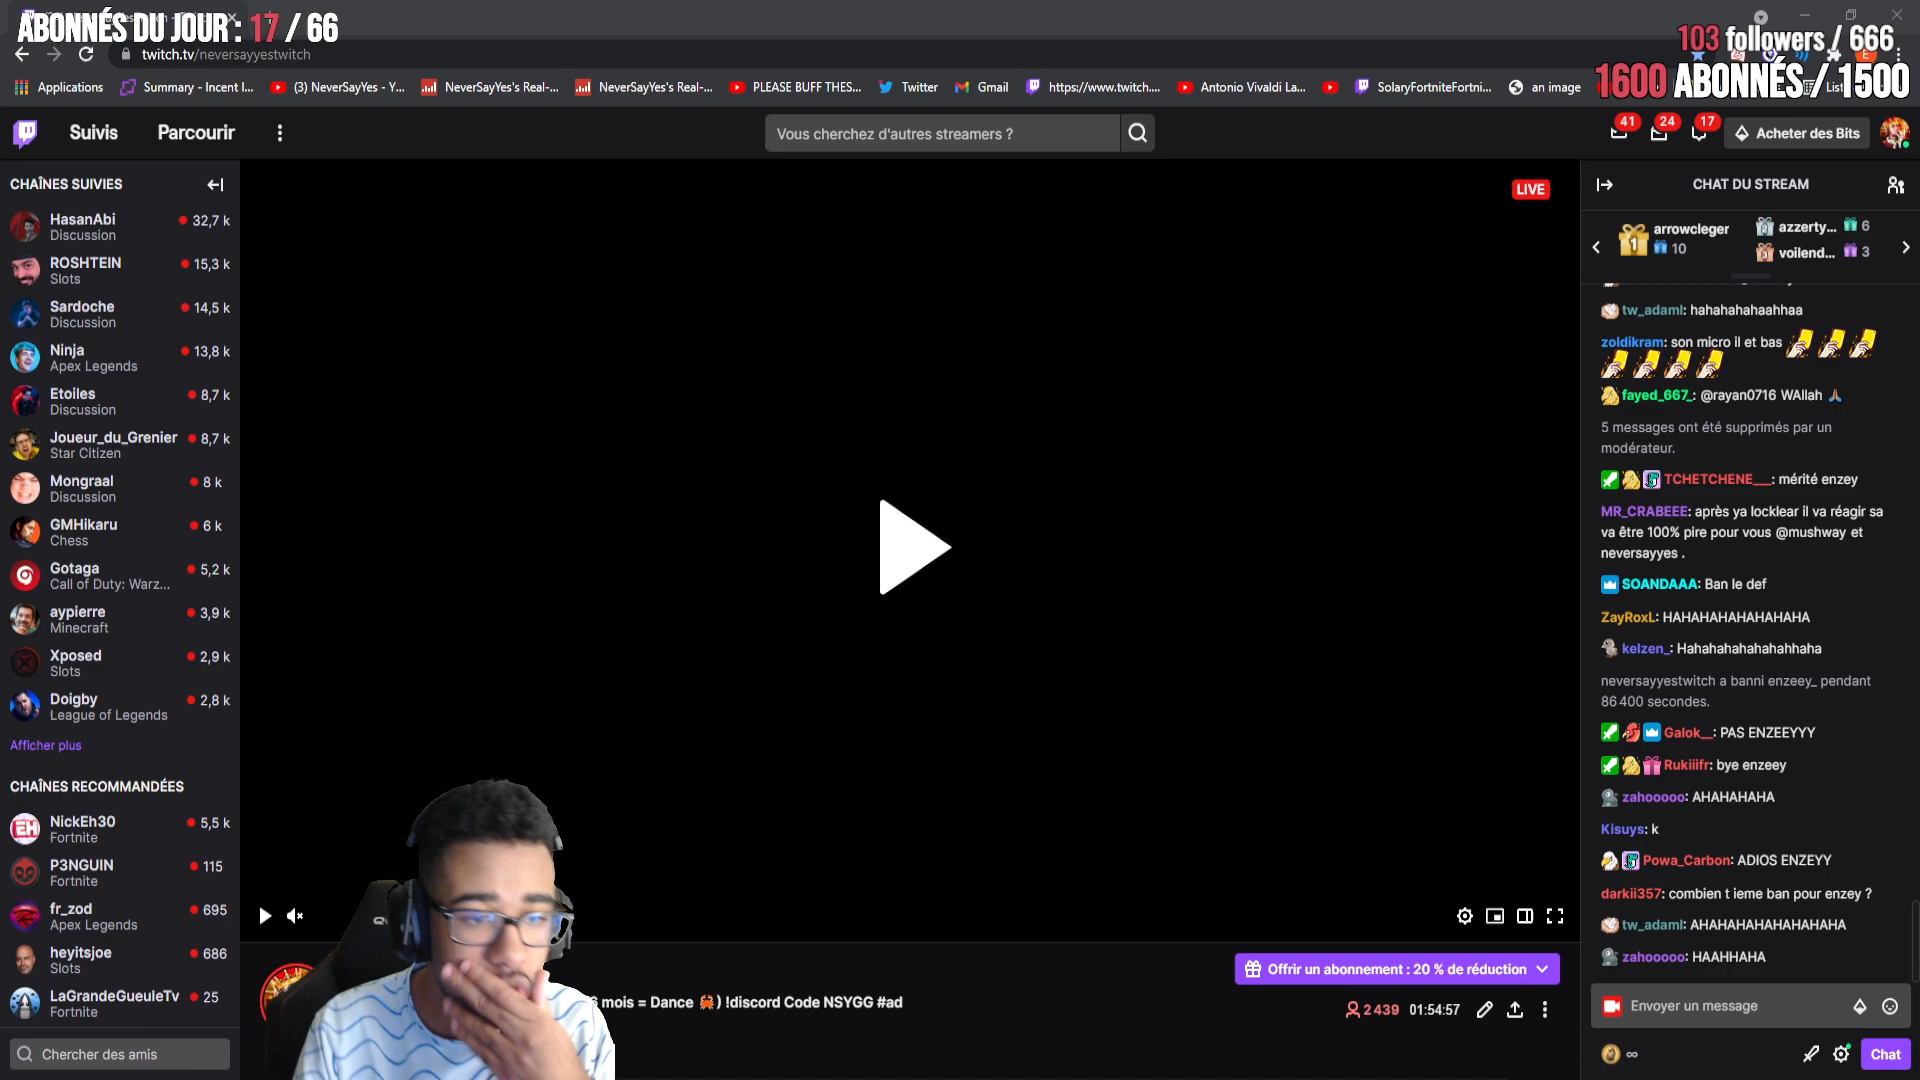 ABONNÉS DU JOUR : 17 / 66
103 followers / 666
1600 ABONNÉS / 1500
twitch.tv/neversayyestwitch
Applications
Summary - Incent I...
(3) NeverSayYes - Y...
NeverSayYes's Real-...
NeverSayYes's Real-...
PLEASE BUFF THES...
Twitter
Gmail
https://www.twitch....
Antonio Vivaldi La...
SolaryFortniteFortni...
an image
Suivis
Parcourir
Vous cherchez d'autres streamers ?
41
24
17
Acheter des Bits
CHAÎNES SUIVIES
HasanAbi
32,7 k
Discussion
ROSHTEIN
15,3 k
Slots
Sardoche
14,5 k
Discussion
Ninja
13,8 k
Apex Legends
Etoiles
8,7 k
Discussion
Joueur_du_Grenier
8,7 k
Star Citizen
Mongraal
8 k
Discussion
GMHikaru
6 k
Chess
Gotaga
5,2 k
Call of Duty: Warz...
aypierre
3,9 k
Minecraft
Xposed
2,9 k
Slots
Doigby
2,8 k
League of Legends
Afficher plus
CHAÎNES RECOMMANDÉES
NickEh30
5,5 k
Fortnite
P3NGUIN
115
Fortnite
fr_zod
695
Apex Legends
heyitsjoe
686
Slots
LaGrandeGueuleTv
25
Fortnite
Chercher des amis
LIVE
Offrir un abonnement : 20 % de réduction
mois = Dance 🦀) !discord Code NSYGG #ad
2 439
01:54:57
CHAT DU STREAM
1
arrowcleger
10
azzerty...
6
voilend...
3
tw_adaml: hahahahahaahhaa
zoldikram: son micro il et bas
fayed_667_: @rayan0716 WAllah 🙏🏾
5 messages ont été supprimés par un
modérateur.
TCHETCHENE___: mérité enzey
MR_CRABEEE: après ya locklear il va réagir sa
va être 100% pire pour vous @mushway et
neversayyes .
SOANDAAA: Ban le def
ZayRoxL: HAHAHAHAHAHAHAHA
kelzen_: Hahahahahahahahhaha
neversayyestwitch a banni enzeey_ pendant
86 400 secondes.
Galok__: PAS ENZEEYYY
Rukiiifr: bye enzeey
zahooooo: AHAHAHAHA
Kisuys: k
Powa_Carbon: ADIOS ENZEYY
darkii357: combien t ieme ban pour enzey ?
tw_adaml: AHAHAHAHAHAHAHAHA
zahooooo: HAAHHAHA
Envoyer un message
∞
Chat